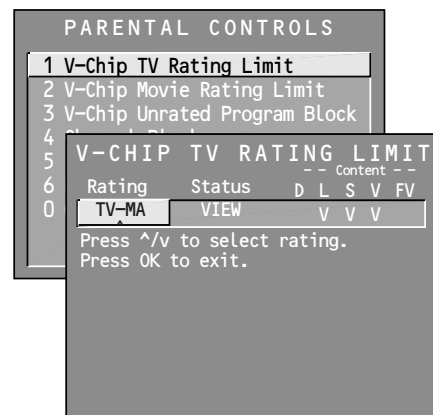 PARENTAL CONTROLS
1 V-Chip TV Rating Limit
2 V-Chip Movie Rating Limit
3 V-Chip Unrated Program Block
4
5
6
0
V-CHIP TV RATING LIMIT
- - Content - -
Rating Status D L S V FV
TV-MA VIEW V V V
Press ^/v to select rating.
Press OK to exit.